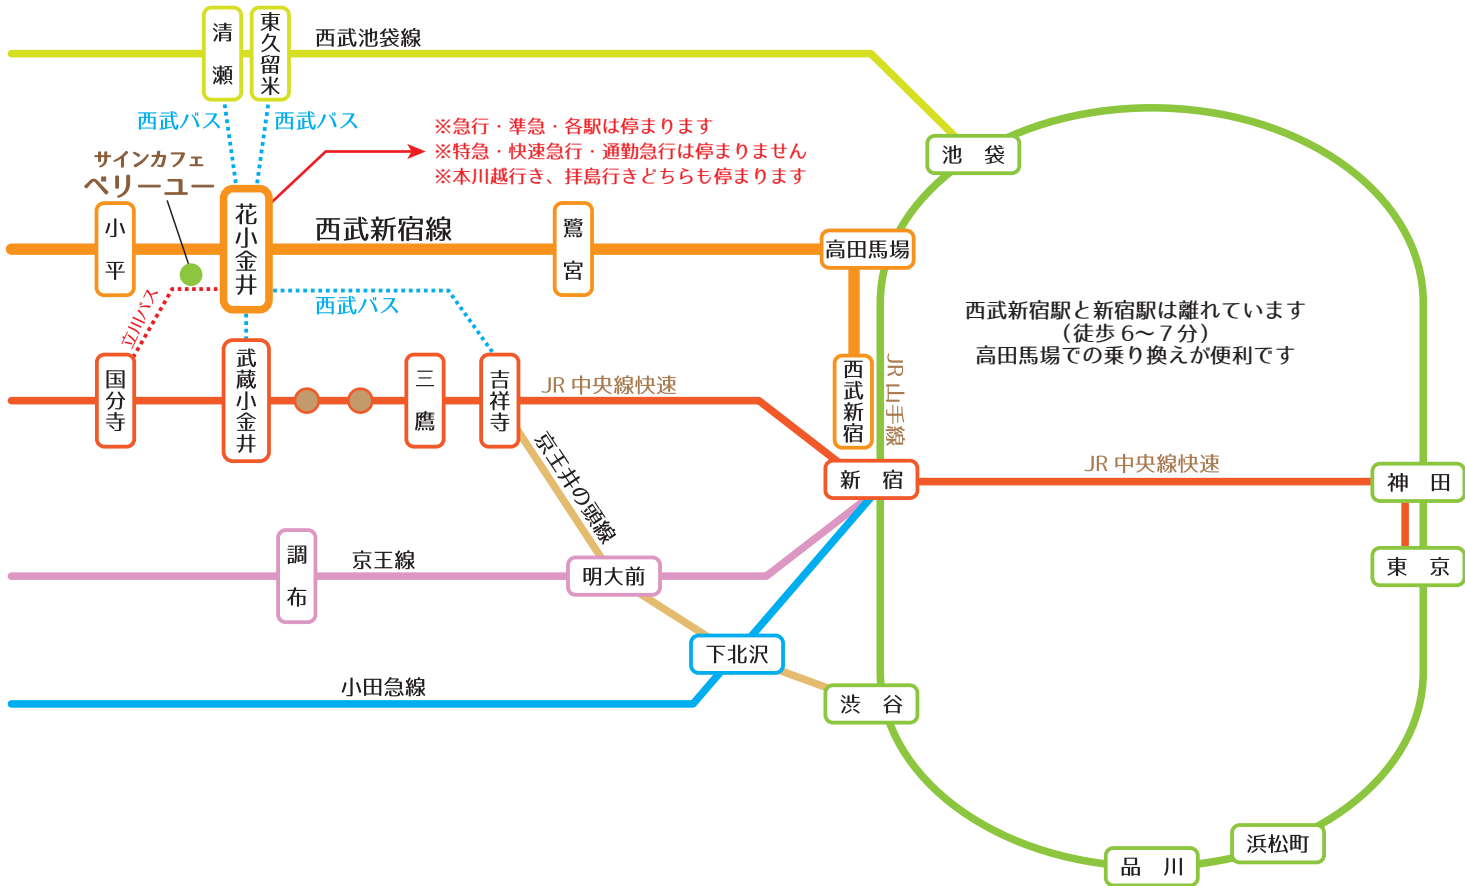 清瀬
東久留米
西武池袋線
西武バス
西武バス
※急行・準急・各駅は停まります
※特急・快速急行・通勤急行は停まりません
※本川越行き、拝島行きどちらも停まります
サインカフェ
ベリーユー
池袋
小平
花小金井
西武新宿線
鷺宮
高田馬場
西武バス
立川バス
西武新宿駅と新宿駅は離れています
（徒歩6～7分）
高田馬場での乗り換えが便利です
国分寺
武蔵小金井
三鷹
吉祥寺
JR中央線快速
西武新宿
JR山手線
京王井の頭線
新宿
JR中央線快速
神田
調布
京王線
明大前
東京
下北沢
小田急線
渋谷
浜松町
品川